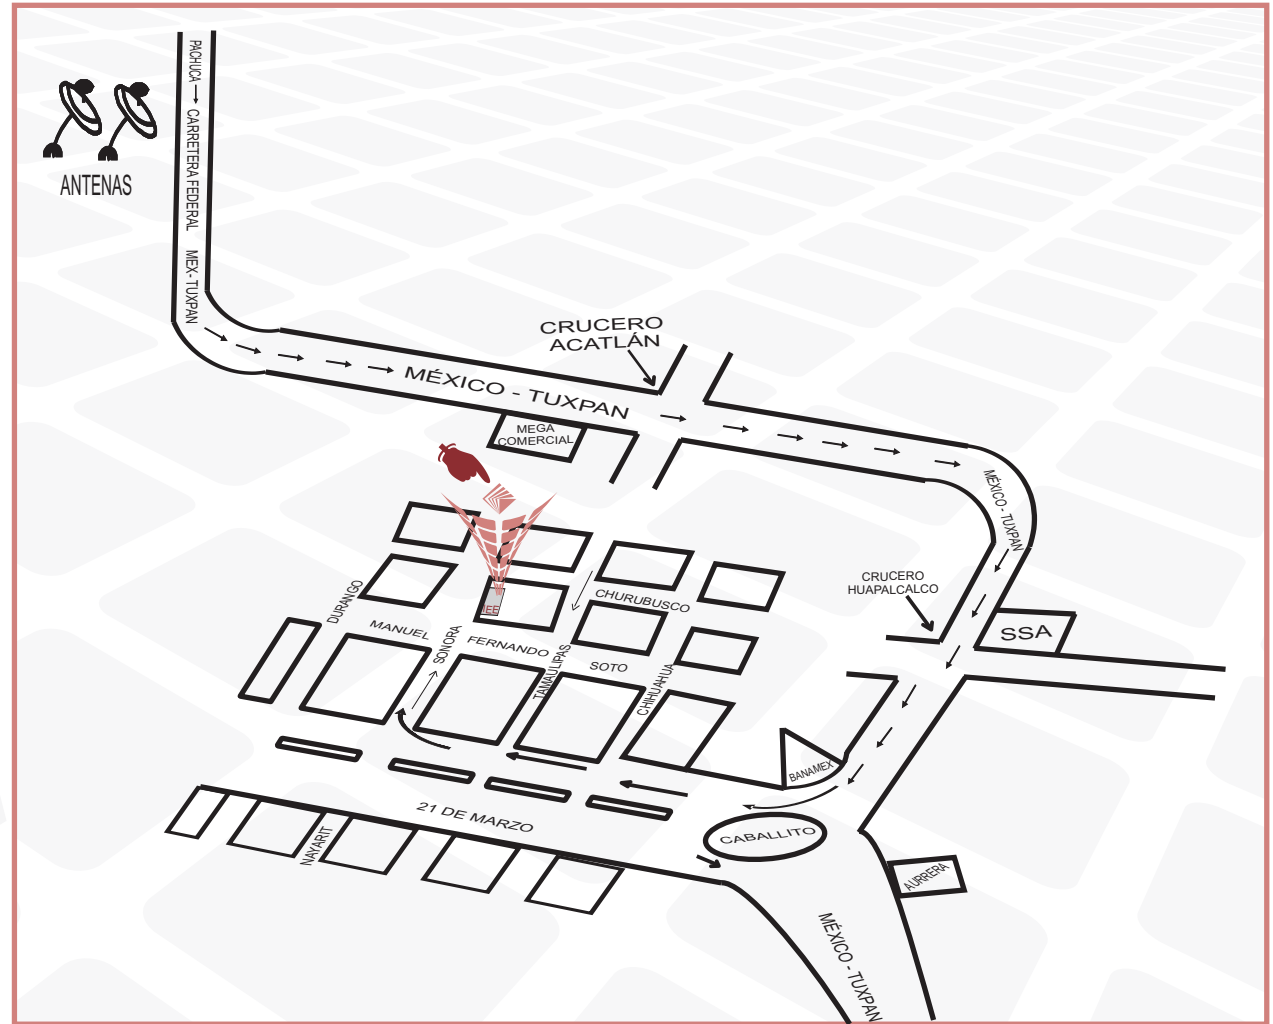 PACHUCA
CARRETERA FEDERAL
MEX- TUXPAN
ANTENAS
CRUCERO
ACATLÁN
MÉXICO - TUXPAN
MEGA
COMERCIAL
MÉXICO - TUXPAN
CRUCERO
HUAPALCALCO
SSA
DURANGO
CHURUBUSCO
IEE
MANUEL
FERNANDO
SOTO
SONORA
TAMAULIPAS
CHIHUAHUA
BANAMEX
21 DE MARZO
CABALLITO
NAYARIT
AURRERA
MÉXICO - TUXPAN